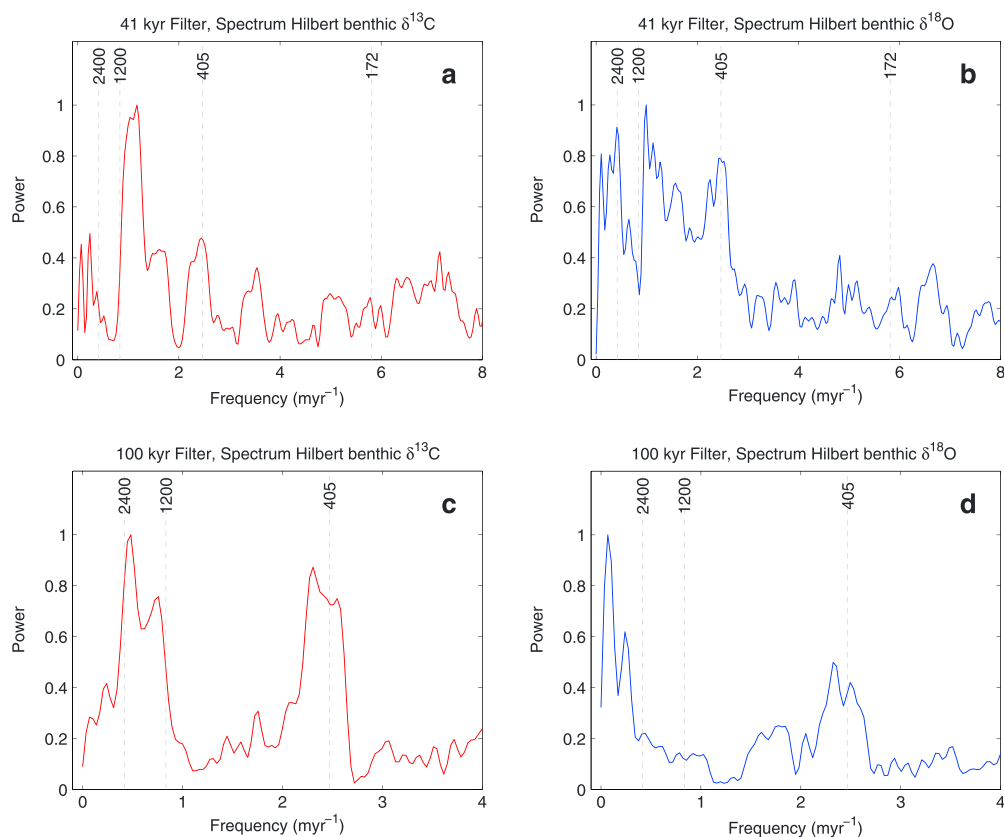 41 kyr Filter, Spectrum Hilbert benthic δ¹³C
2400
1200
405
172
a
1
0.8
0.6
0.4
0.2
0
Power
0 2 4 6 8
Frequency (myr⁻¹)
41 kyr Filter, Spectrum Hilbert benthic δ¹⁸O
2400
1200
405
172
b
1
0.8
0.6
0.4
0.2
0
Power
0 2 4 6 8
Frequency (myr⁻¹)
100 kyr Filter, Spectrum Hilbert benthic δ¹³C
2400
1200
405
c
1
0.8
0.6
0.4
0.2
0
Power
0 1 2 3 4
Frequency (myr⁻¹)
100 kyr Filter, Spectrum Hilbert benthic δ¹⁸O
2400
1200
405
d
1
0.8
0.6
0.4
0.2
0
Power
0 1 2 3 4
Frequency (myr⁻¹)